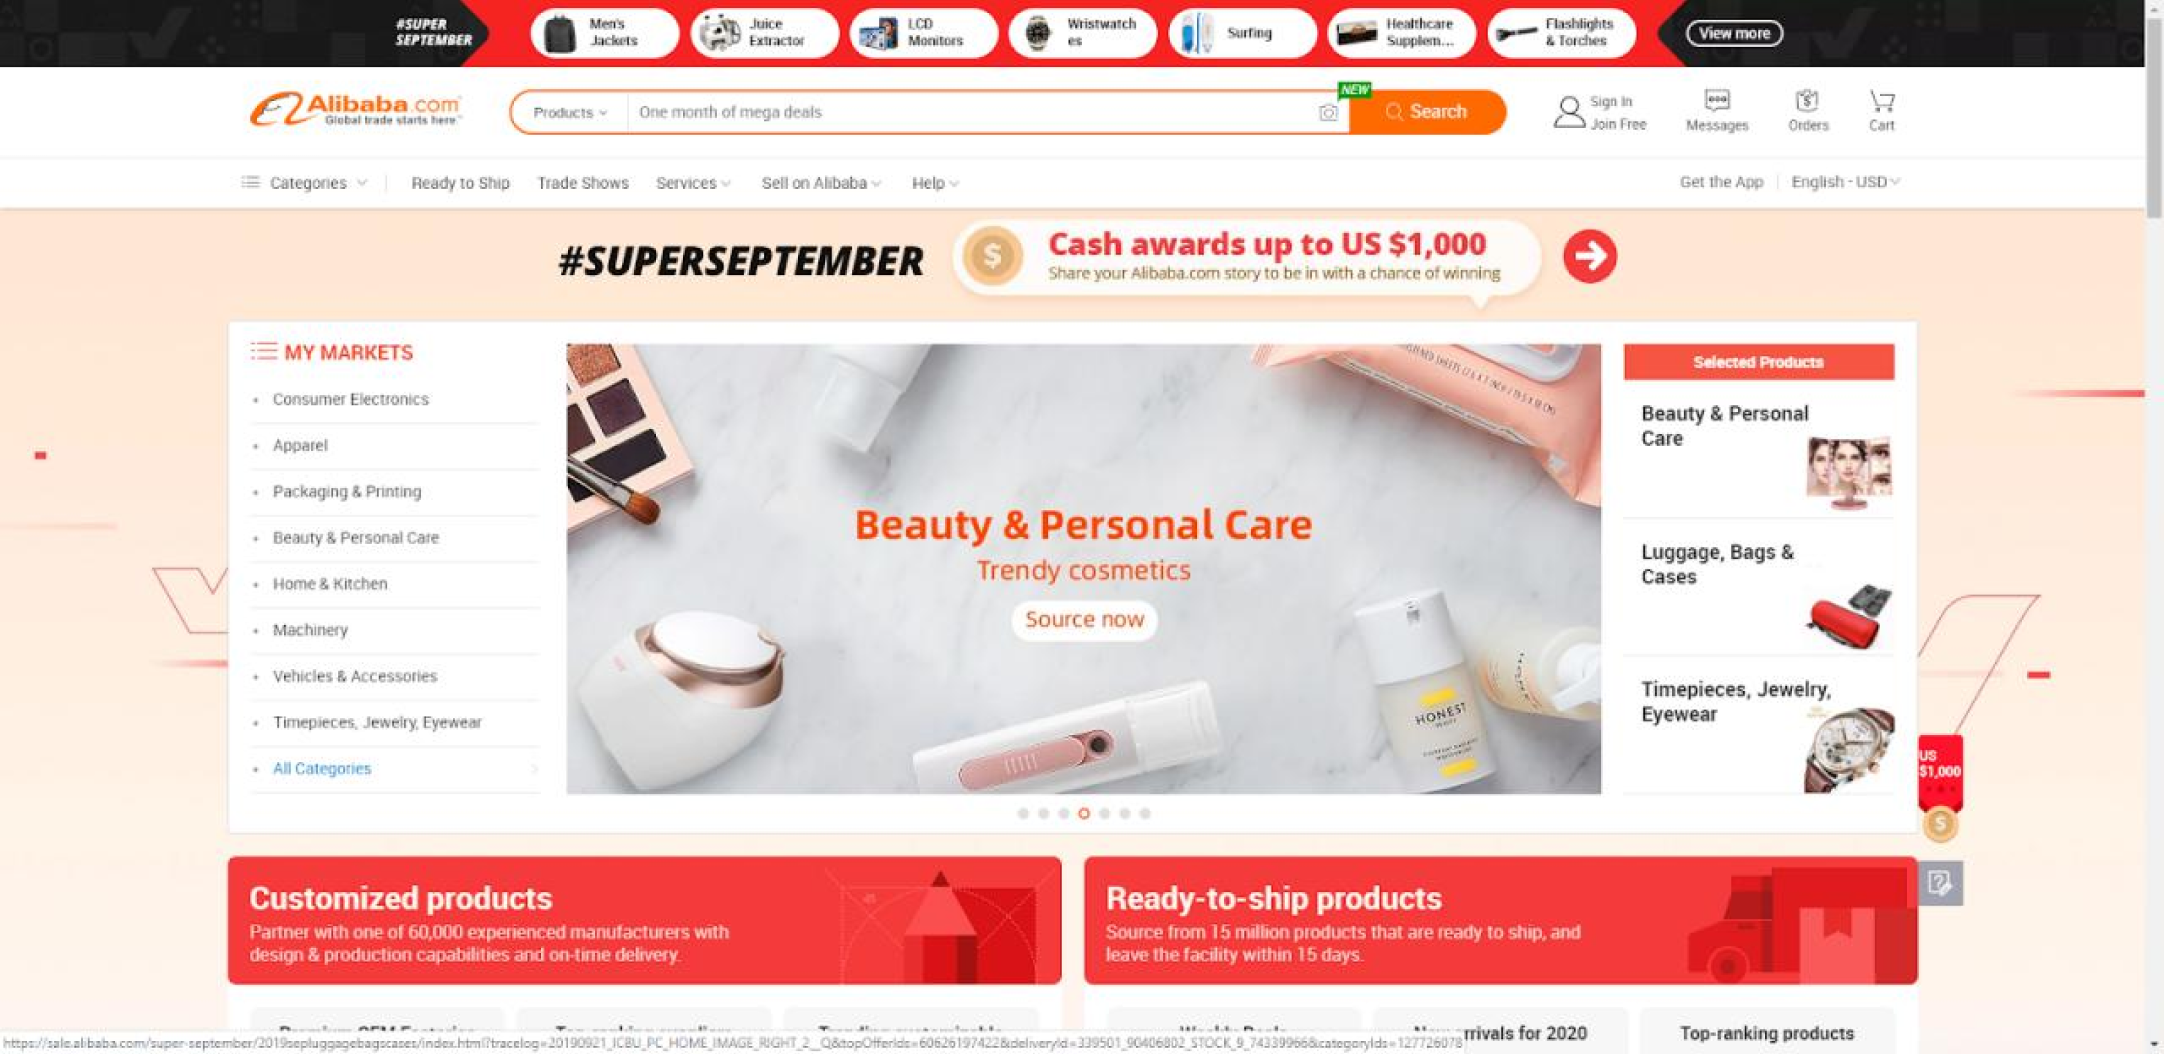 #SUPER
SEPTEMBER
Men's
Jackets
Juice
Extractor
LCD
Monitors
Wristwatch
es
Surfing
Healthcare
Supplem...
Flashlights
& Torches
View more
Alibaba.com
Global trade starts here.™
Products
One month of mega deals
NEW
Search
Sign In
Join Free
Messages
Orders
Cart
Categories
Ready to Ship
Trade Shows
Services
Sell on Alibaba
Help
Get the App
English - USD
#SUPERSEPTEMBER
Cash awards up to US $1,000
Share your Alibaba.com story to be in with a chance of winning
MY MARKETS
Consumer Electronics
Apparel
Packaging & Printing
Beauty & Personal Care
Home & Kitchen
Machinery
Vehicles & Accessories
Timepieces, Jewelry, Eyewear
All Categories
Beauty & Personal Care
Trendy cosmetics
Source now
HONEST
Selected Products
Beauty & Personal
Care
Luggage, Bags &
Cases
Timepieces, Jewelry,
Eyewear
US
$1,000
Customized products
Partner with one of 60,000 experienced manufacturers with
design & production capabilities and on-time delivery.
Ready-to-ship products
Source from 15 million products that are ready to ship, and
leave the facility within 15 days.
rrivals for 2020
Top-ranking products
https://sale.alibaba.com/super-september/2019sepluggagebagscases/index.html?tracelog=20190921_ICBU_PC_HOME_IMAGE_RIGHT_2__Q&topOfferIds=60626197422&deliveryId=339501_90406802_STOCK_9_74339966&categoryIds=127726078